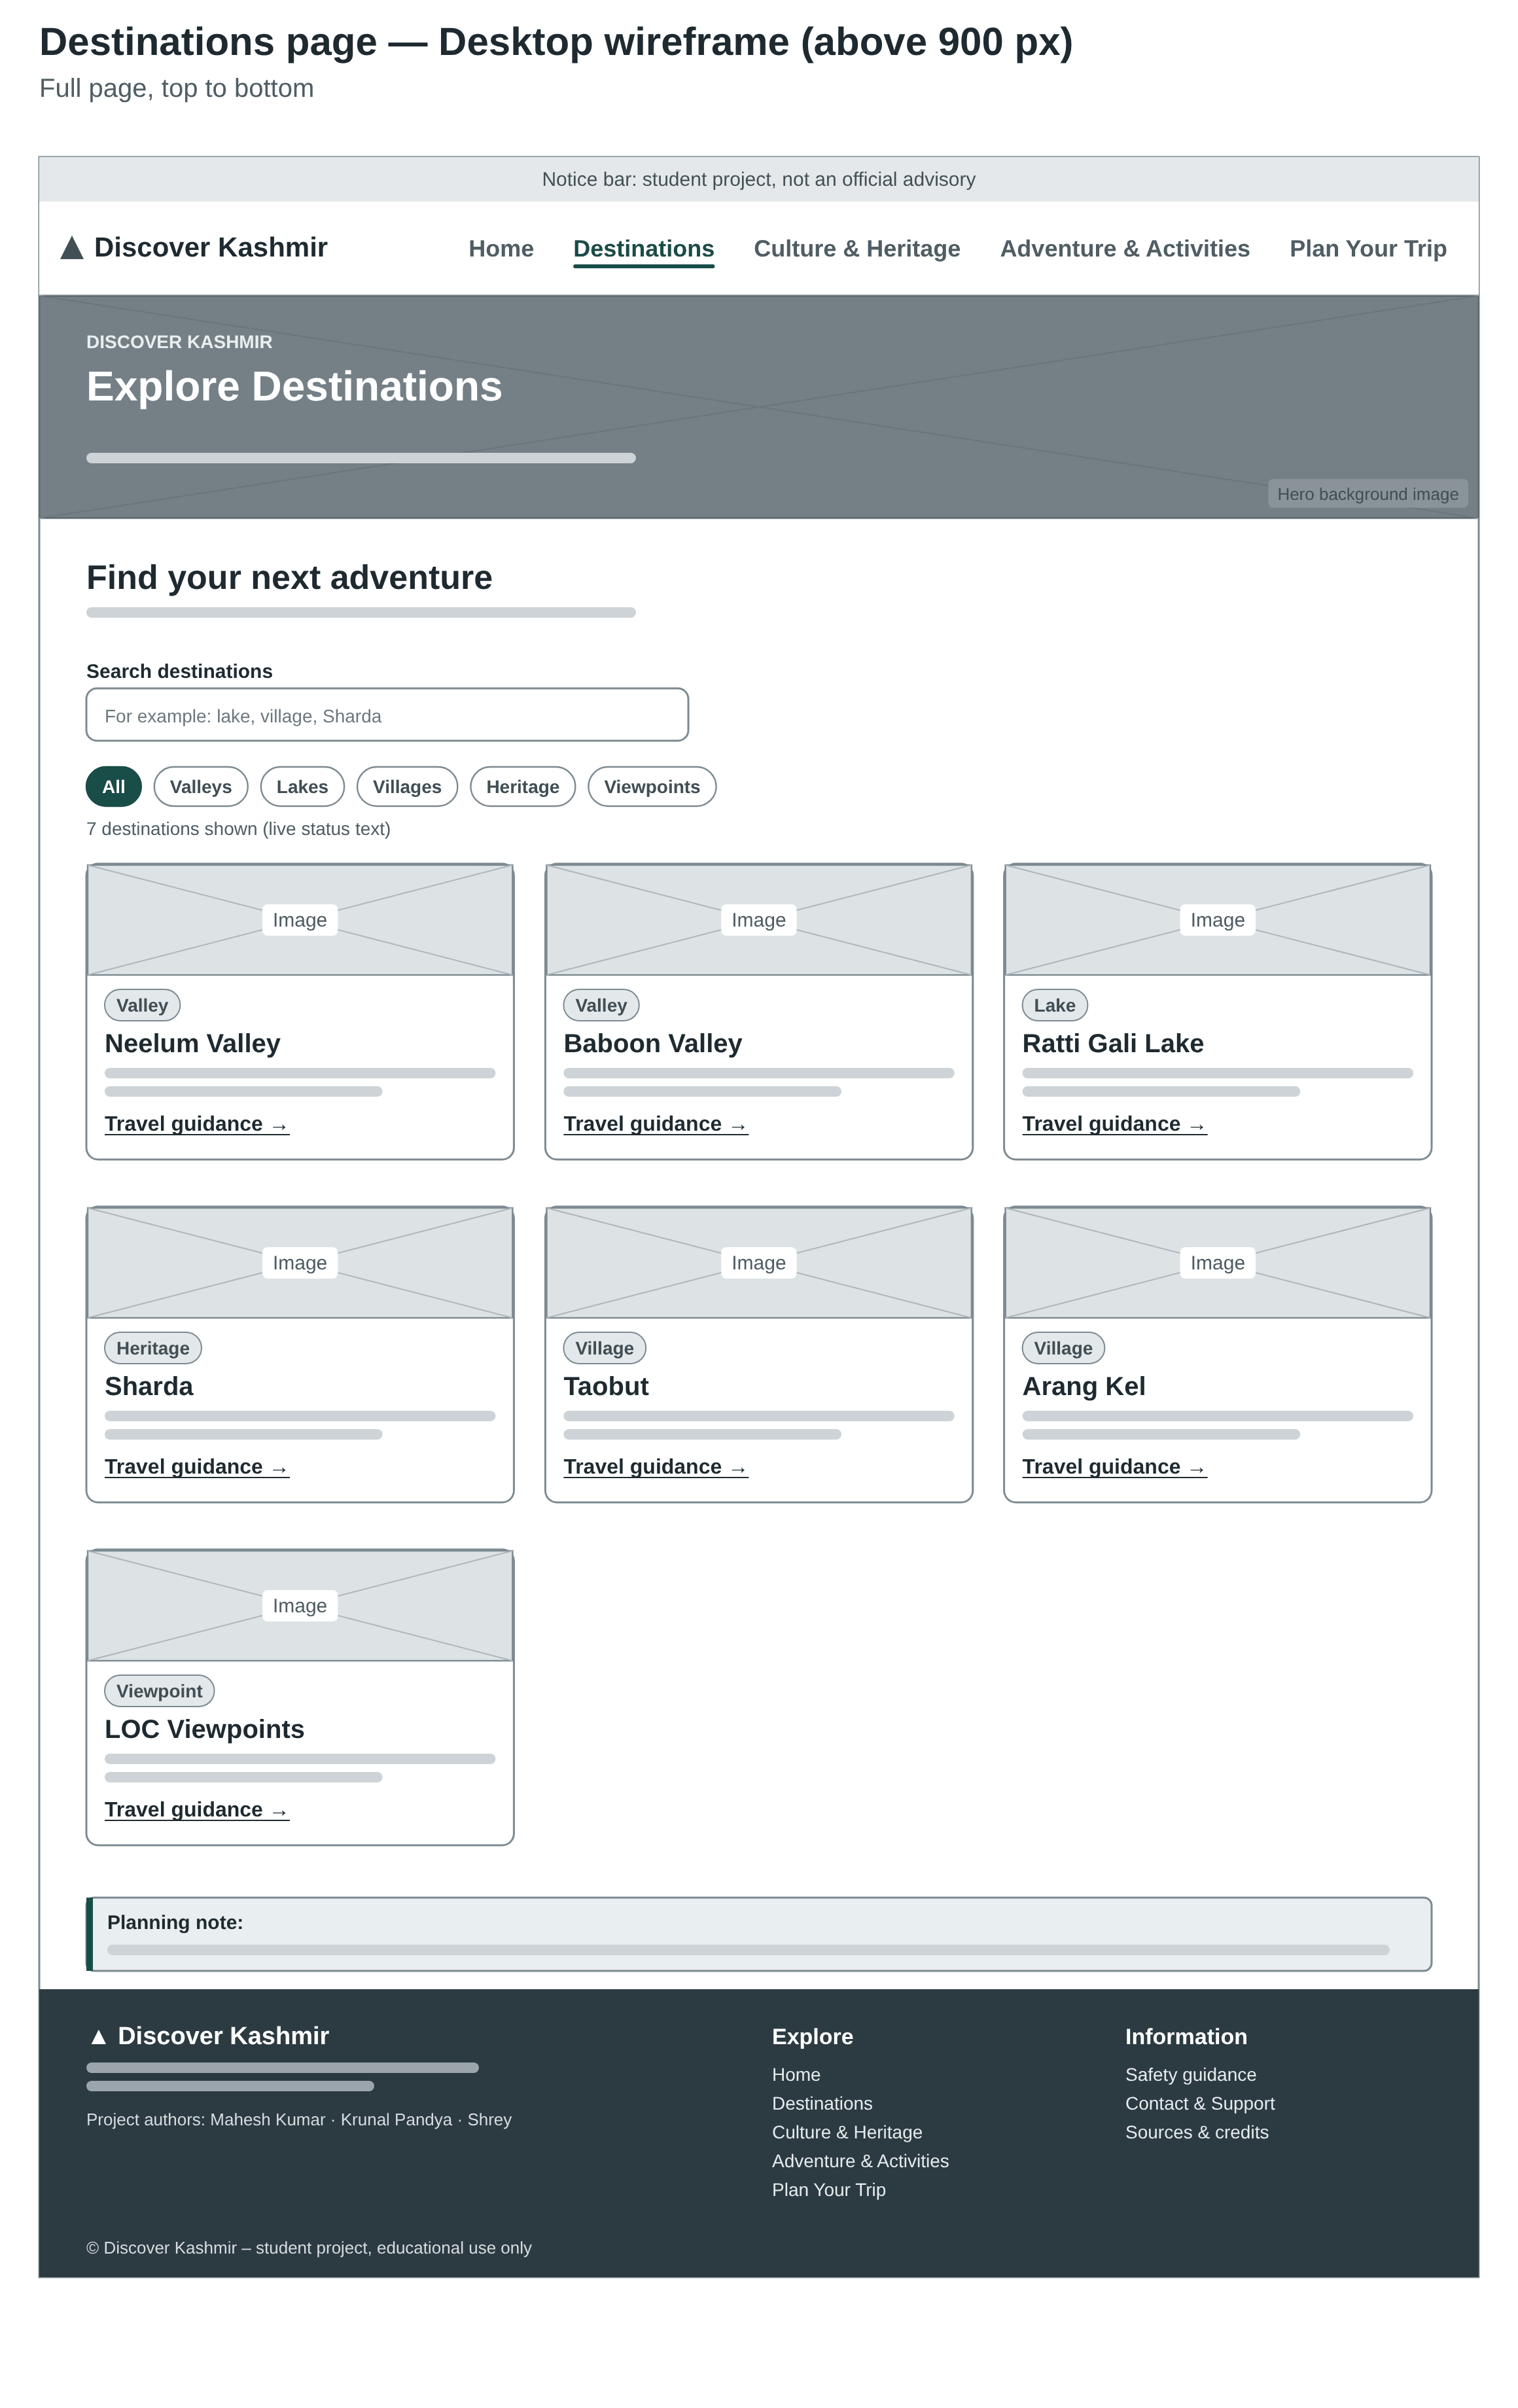 Destinations page — Desktop wireframe (above 900 px)
Full page, top to bottom
Notice bar: student project, not an official advisory
▲ Discover Kashmir
Home Destinations Culture & Heritage Adventure & Activities Plan Your Trip
DISCOVER KASHMIR
Explore Destinations
Hero background image
Find your next adventure
Search destinations
For example: lake, village, Sharda
All Valleys Lakes Villages Heritage Viewpoints
7 destinations shown (live status text)
Image
Valley
Neelum Valley
Travel guidance →
Image
Valley
Baboon Valley
Travel guidance →
Image
Lake
Ratti Gali Lake
Travel guidance →
Image
Heritage
Sharda
Travel guidance →
Image
Village
Taobut
Travel guidance →
Image
Village
Arang Kel
Travel guidance →
Image
Viewpoint
LOC Viewpoints
Travel guidance →
Planning note:
▲ Discover Kashmir
Project authors: Mahesh Kumar · Krunal Pandya · Shrey
Explore
Home
Destinations
Culture & Heritage
Adventure & Activities
Plan Your Trip
Information
Safety guidance
Contact & Support
Sources & credits
© Discover Kashmir – student project, educational use only